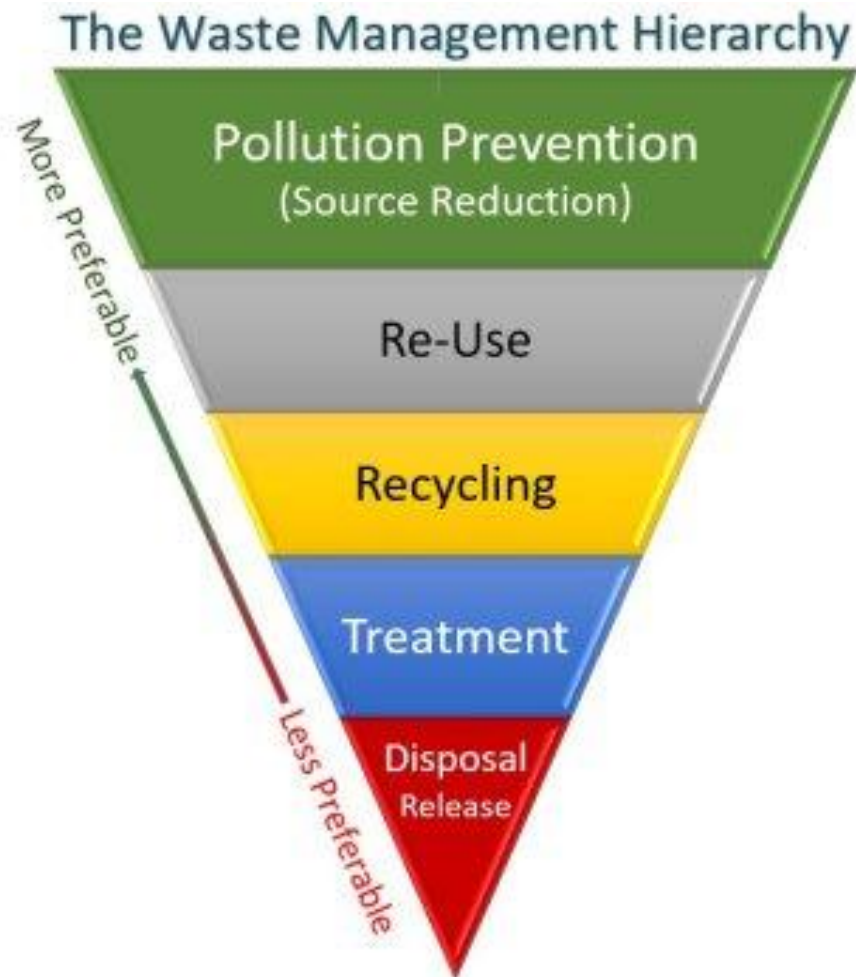 The Waste Management Hierarchy
Pollution Prevention
(Source Reduction)
More Preferable
Re-Use
Recycling
Treatment
Less Preferable
Disposal
Release